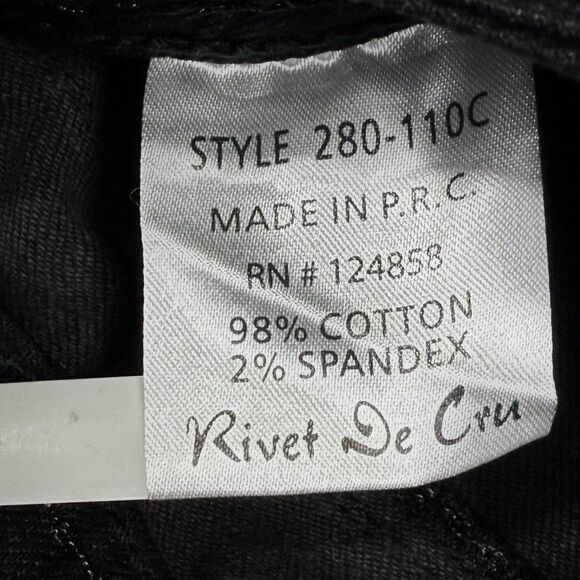 STYLE 280-110C
MADE IN P.R.C.
RN # 124858
98% COTTON
2% SPANDEX
Rivet De Cru